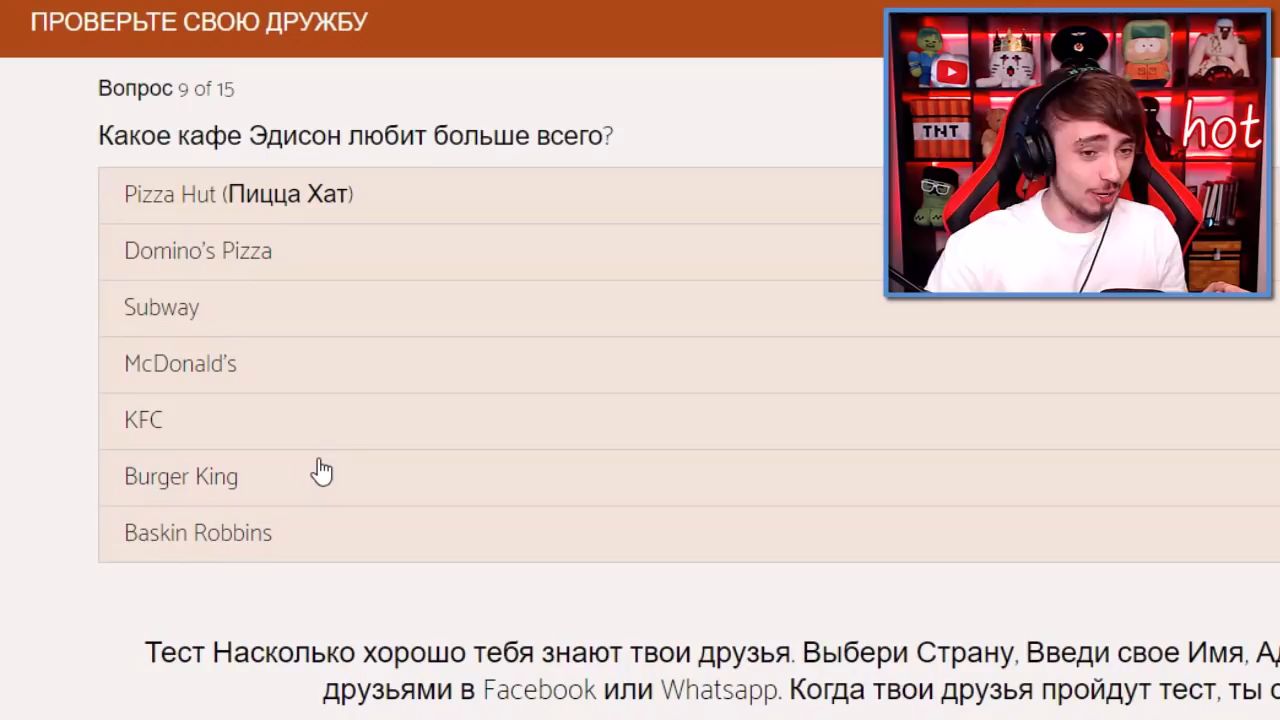 ПРОВЕРЬТЕ СВОЮ ДРУЖБУ
Вопрос 9 of 15
Какое кафе Эдисон любит больше всего?
Pizza Hut (Пицца Хат)
Domino's Pizza
Subway
McDonald's
KFC
Burger King
Baskin Robbins
TNT
hot
Тест Насколько хорошо тебя знают твои друзья. Выбери Страну, Введи свое Имя,
друзьями в Facebook или Whatsapp. Когда твои друзья пройдут тест, ты